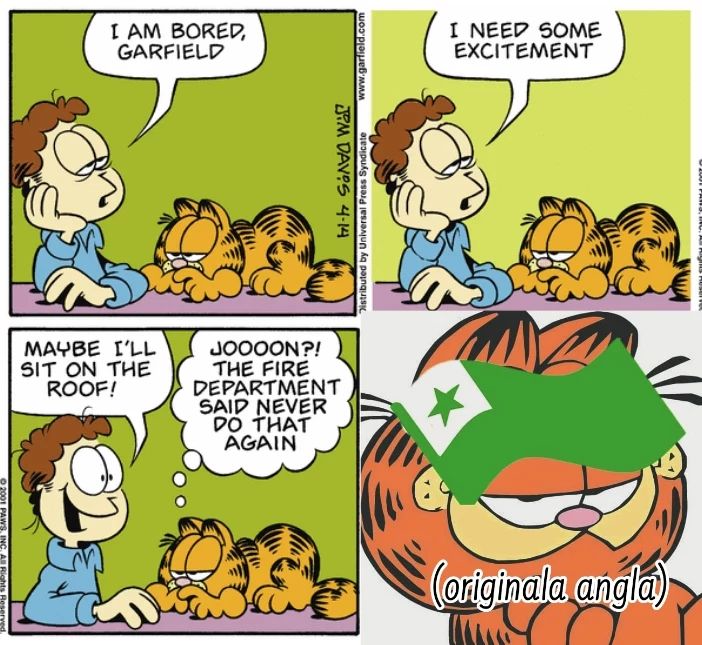 I AM BORED,
GARFIELD
JIM DAVIS 4-14
www.garfield.com
Distributed by Universal Press Syndicate
I NEED SOME
EXCITEMENT
MAYBE I'LL
SIT ON THE
ROOF!
JOOOON?!
THE FIRE
DEPARTMENT
SAID NEVER
DO THAT
AGAIN
© 2001 PAWS, INC. All Rights Reserved.
(originala angla)